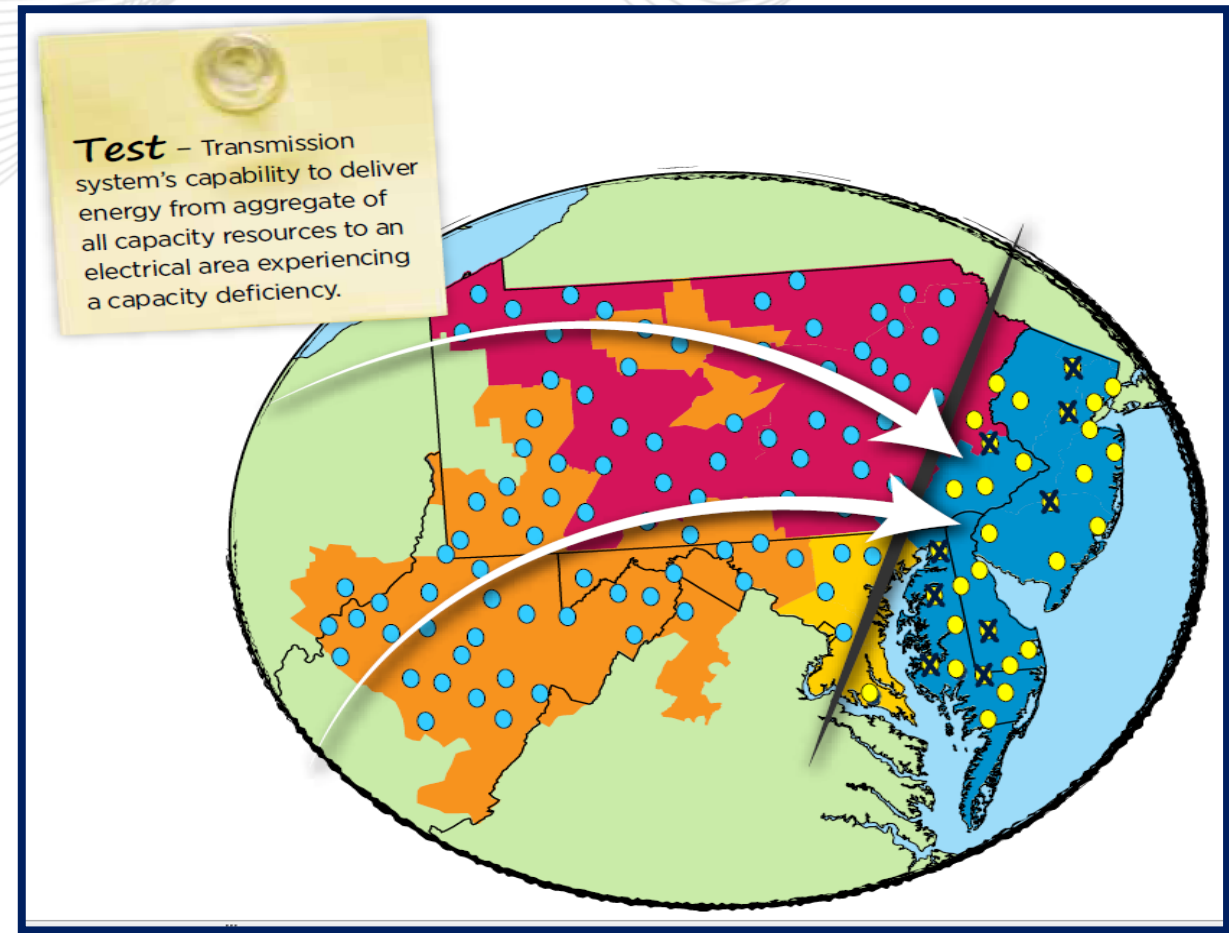 Test – Transmission
system's capability to deliver
energy from aggregate of
all capacity resources to an
electrical area experiencing
a capacity deficiency.